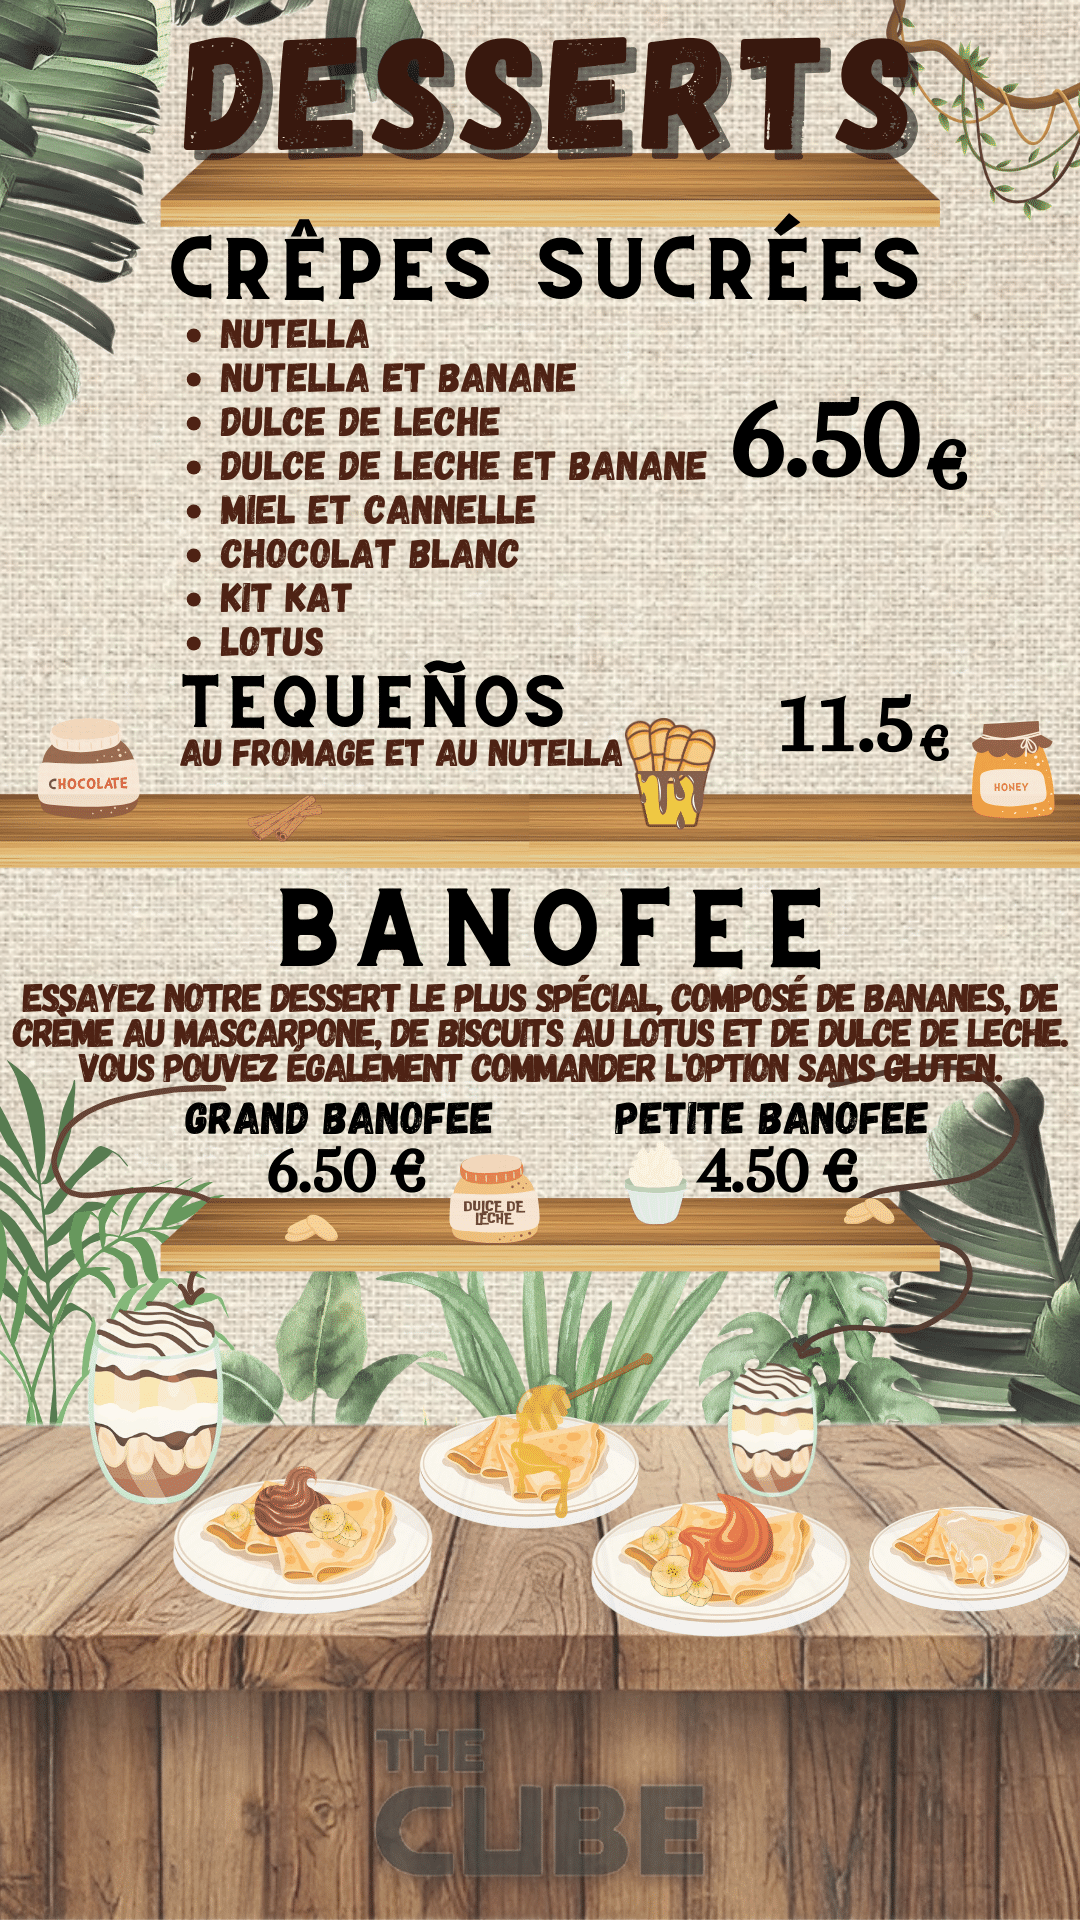 DESSERTS
CRÊPES SUCRÉES
• NUTELLA
• NUTELLA ET BANANE
• DULCE DE LECHE
• DULCE DE LECHE ET BANANE
• MIEL ET CANNELLE
• CHOCOLAT BLANC
• KIT KAT
• LOTUS
6.50€
TEQUEÑOS
AU FROMAGE ET AU NUTELLA
11.5€
CHOCOLATE
HONEY
BANOFEE
ESSAYEZ NOTRE DESSERT LE PLUS SPÉCIAL, COMPOSÉ DE BANANES, DE
CRÈME AU MASCARPONE, DE BISCUITS AU LOTUS ET DE DULCE DE LECHE.
VOUS POUVEZ ÉGALEMENT COMMANDER L'OPTION SANS GLUTEN.
GRAND BANOFEE
6.50 €
PETITE BANOFEE
4.50 €
DULCE DE
LECHE
THE
CUBE